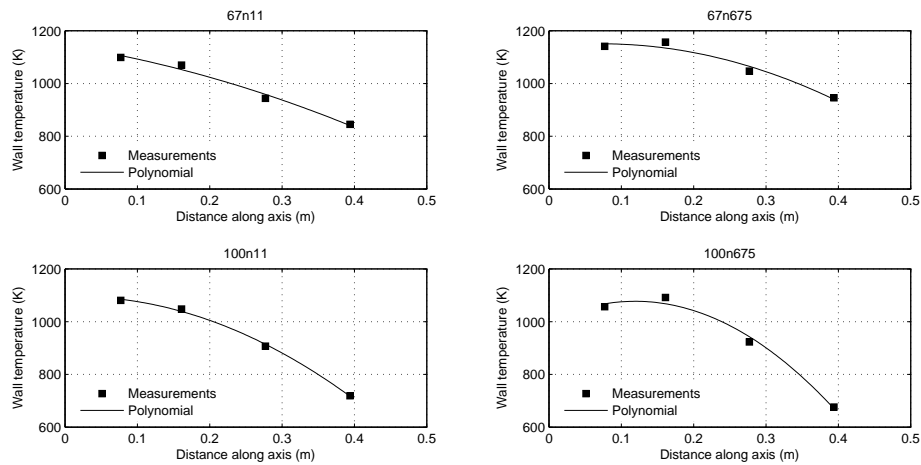 67n11
Wall temperature (K)
1200
1000
800
600
Measurements
Polynomial
0 0.1 0.2 0.3 0.4 0.5
Distance along axis (m)
67n675
Wall temperature (K)
1200
1000
800
600
Measurements
Polynomial
0 0.1 0.2 0.3 0.4 0.5
Distance along axis (m)
100n11
Wall temperature (K)
1200
1000
800
600
Measurements
Polynomial
0 0.1 0.2 0.3 0.4 0.5
Distance along axis (m)
100n675
Wall temperature (K)
1200
1000
800
600
Measurements
Polynomial
0 0.1 0.2 0.3 0.4 0.5
Distance along axis (m)